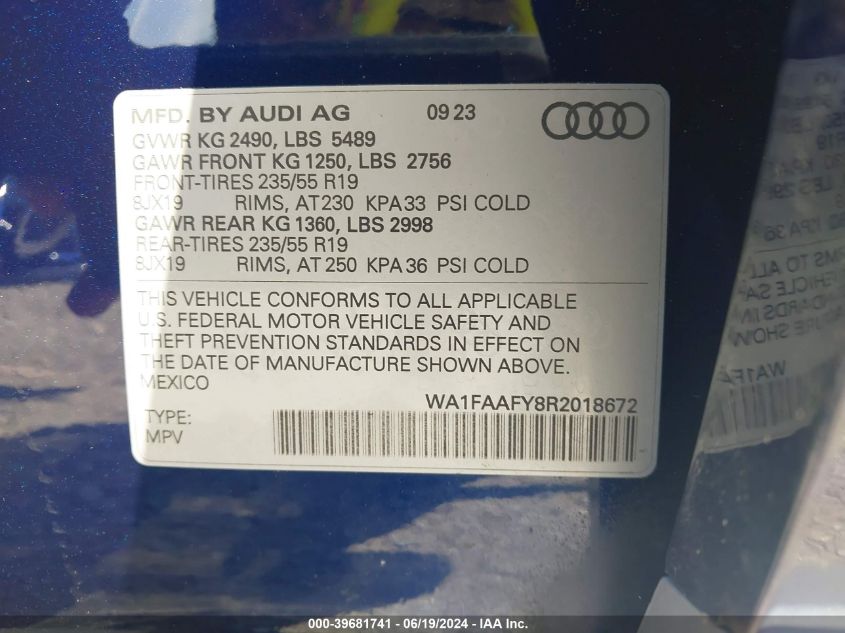 MFD. BY AUDI AG 09 23
GVWR KG 2490, LBS 5489
GAWR FRONT KG 1250, LBS 2756
FRONT-TIRES 235/55 R19
8JX19 RIMS, AT 230 KPA 33 PSI COLD
GAWR REAR KG 1360, LBS 2998
REAR-TIRES 235/55 R19
8JX19 RIMS, AT 250 KPA 36 PSI COLD
THIS VEHICLE CONFORMS TO ALL APPLICABLE
U.S. FEDERAL MOTOR VEHICLE SAFETY AND
THEFT PREVENTION STANDARDS IN EFFECT ON
THE DATE OF MANUFACTURE SHOWN ABOVE.
MEXICO
WA1FAAFY8R2018672
TYPE:
MPV
000-39681741 - 06/19/2024 - IAA Inc.